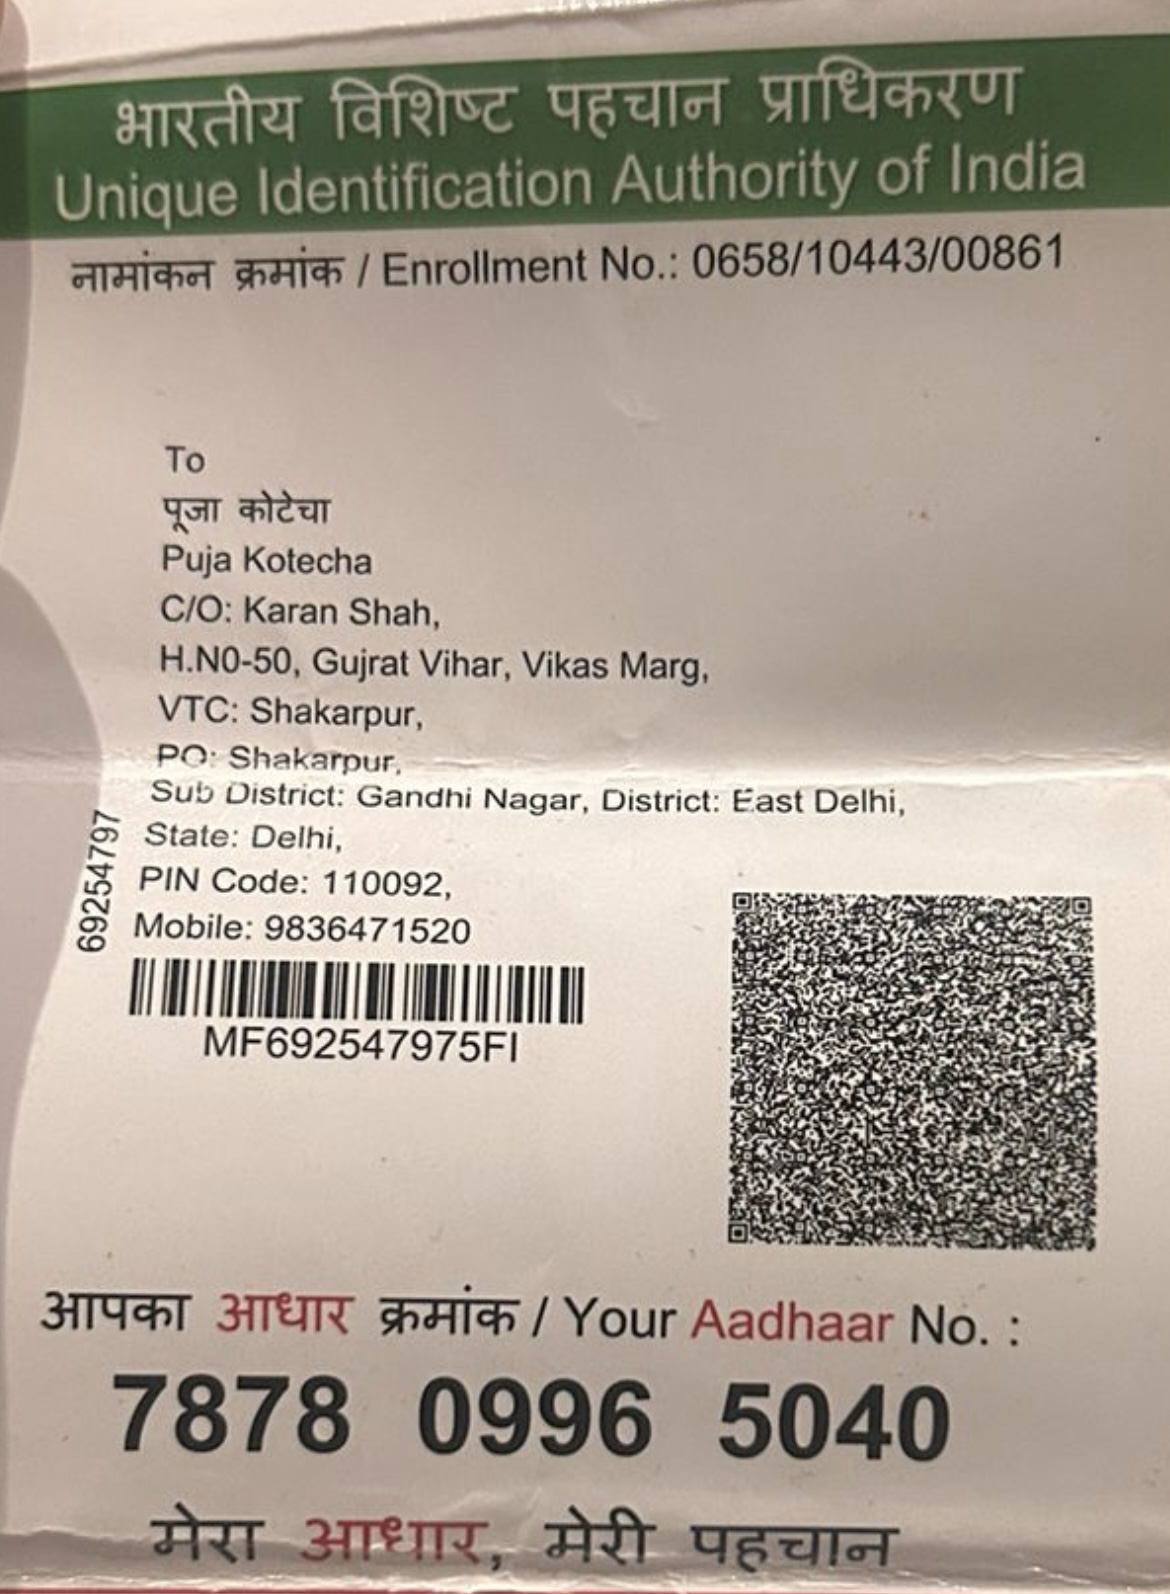 भारतीय विशिष्ट पहचान प्राधिकरण
Unique Identification Authority of India
नामांकन क्रमांक / Enrollment No.: 0658/10443/00861
To
पूजा कोटेचा
Puja Kotecha
C/O: Karan Shah,
H.N0-50, Gujrat Vihar, Vikas Marg,
VTC: Shakarpur,
PO: Shakarpur,
Sub District: Gandhi Nagar, District: East Delhi,
State: Delhi,
PIN Code: 110092,
Mobile: 9836471520
69254797
MF692547975FI
आपका आधार क्रमांक / Your Aadhaar No. :
7878 0996 5040
मेरा आधार, मेरी पहचान